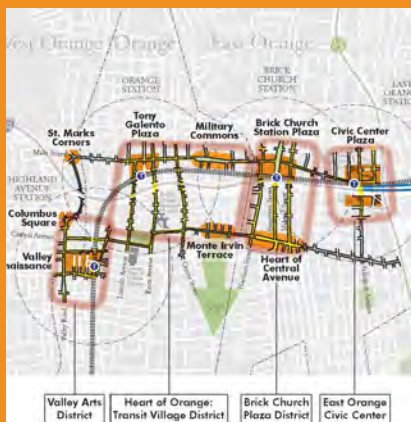 West Orange
Orange
East Orange
ORANGE
STATION
BRICK
CHURCH
STATION
EAST
ORANGE
STATION
St. Marks
Corners
Tony
Galento
Plaza
Military
Commons
Brick Church
Station Plaza
Civic Center
Plaza
Main Street
HIGHLAND
AVENUE
STATION
Columbus
Square
Central Avenue
Valley
naissance
Monte Irvin
Terrace
Heart of
Central
Avenue
Valley Road
Valley Arts
District
Heart of Orange:
Transit Village District
Brick Church
Plaza District
East Orange
Civic Center